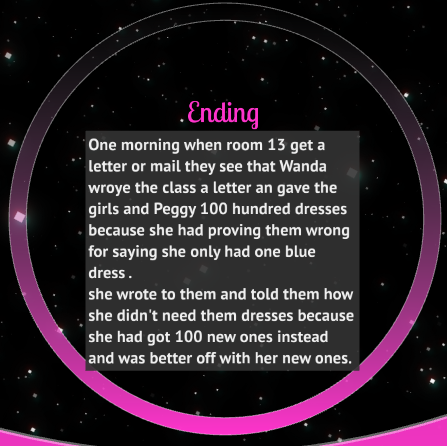 .Ending
One morning when room 13 get a
letter or mail they see that Wanda
wroye the class a letter an gave the
girls and Peggy 100 hundred dresses
because she had proving them wrong
for saying she only had one blue
dress .
she wrote to them and told them how
she didn't need them dresses because
she had got 100 new ones instead
and was better off with her new ones.